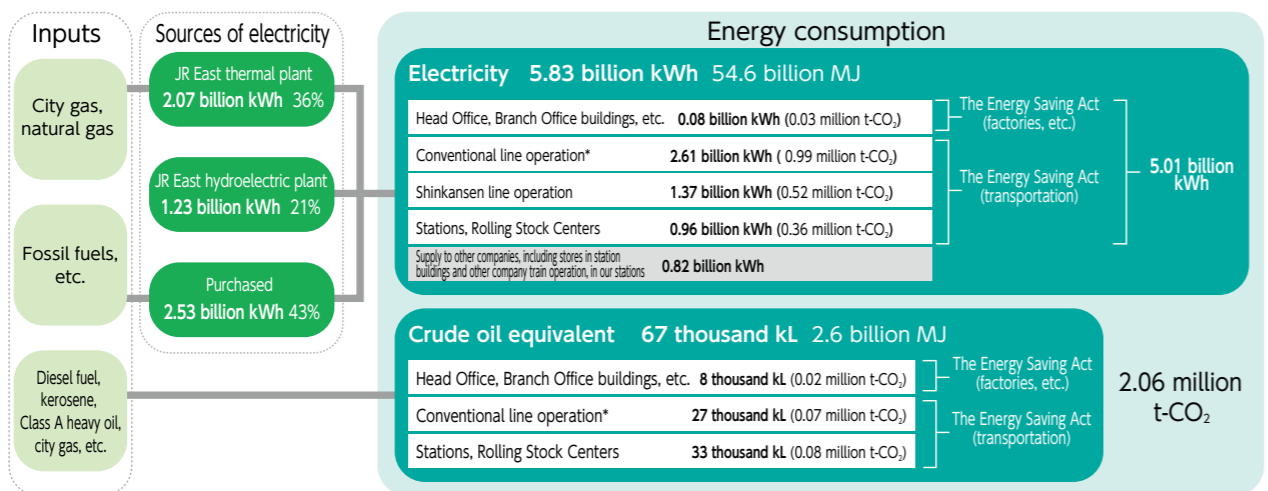 Inputs
City gas,
natural gas
Fossil fuels,
etc.
Diesel fuel,
kerosene,
Class A heavy oil,
city gas, etc.
Sources of electricity
JR East thermal plant
2.07 billion kWh 36%
JR East hydroelectric plant
1.23 billion kWh 21%
Purchased
2.53 billion kWh 43%
Energy consumption
Electricity 5.83 billion kWh 54.6 billion MJ
Head Office, Branch Office buildings, etc. 0.08 billion kWh (0.03 million t-CO₂)
Conventional line operation* 2.61 billion kWh ( 0.99 million t-CO₂)
Shinkansen line operation 1.37 billion kWh (0.52 million t-CO₂)
Stations, Rolling Stock Centers 0.96 billion kWh (0.36 million t-CO₂)
Supply to other companies, including stores in station
buildings and other company train operation, in our stations 0.82 billion kWh
The Energy Saving Act
(factories, etc.)
The Energy Saving Act
(transportation)
5.01 billion
kWh
Crude oil equivalent 67 thousand kL 2.6 billion MJ
Head Office, Branch Office buildings, etc. 8 thousand kL (0.02 million t-CO₂)
Conventional line operation* 27 thousand kL (0.07 million t-CO₂)
Stations, Rolling Stock Centers 33 thousand kL (0.08 million t-CO₂)
The Energy Saving Act
(factories, etc.)
The Energy Saving Act
(transportation)
2.06 million
t-CO₂